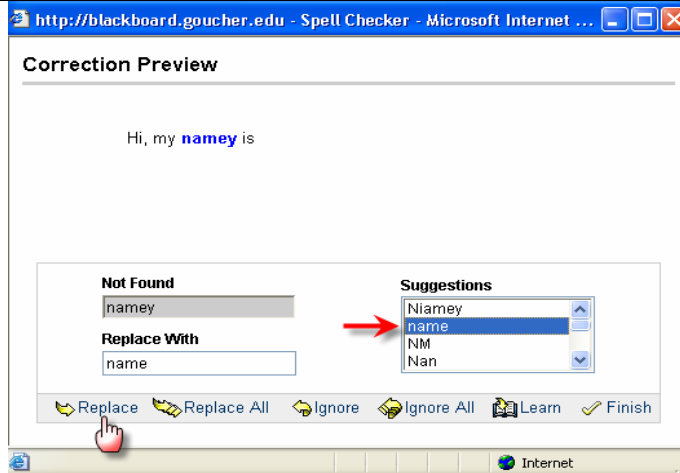 http://blackboard.goucher.edu - Spell Checker - Microsoft Internet ...
Correction Preview
Hi, my namey is
Not Found
namey
Replace With
name
Suggestions
Niamey
name
NM
Nan
Replace Replace All Ignore Ignore All Learn Finish
Internet